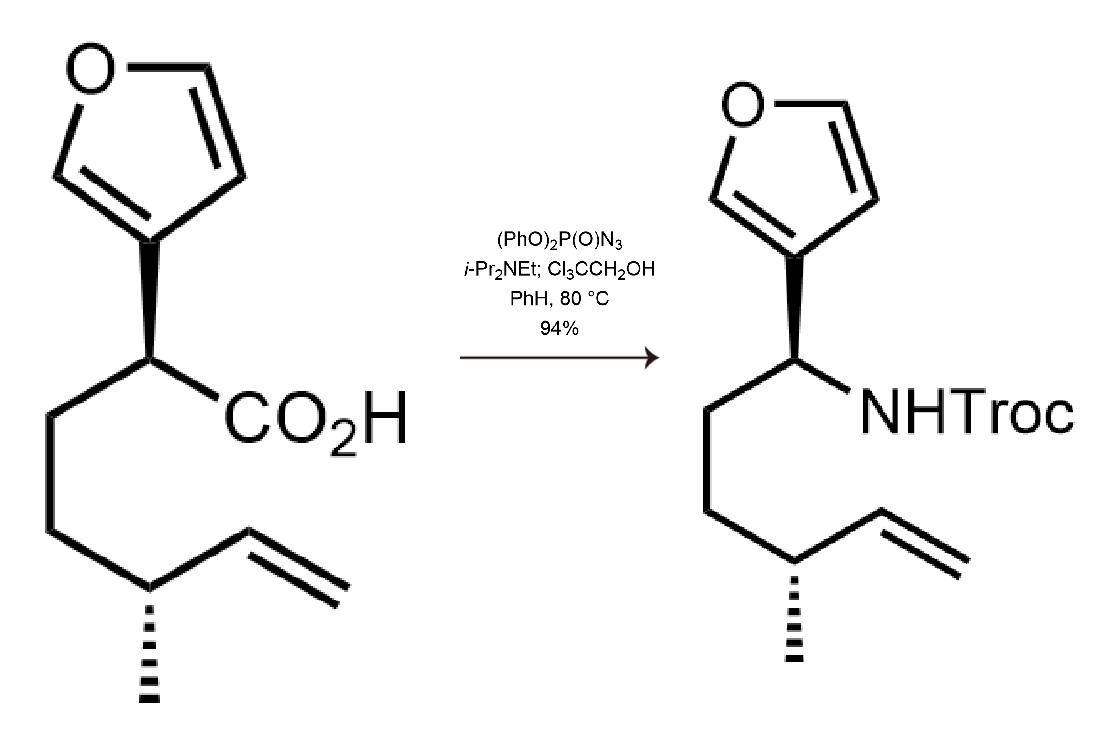 O
CO₂H
(PhO)₂P(O)N₃
i-Pr₂NEt; Cl₃CCH₂OH
PhH, 80 °C
94%
O
NHTroc